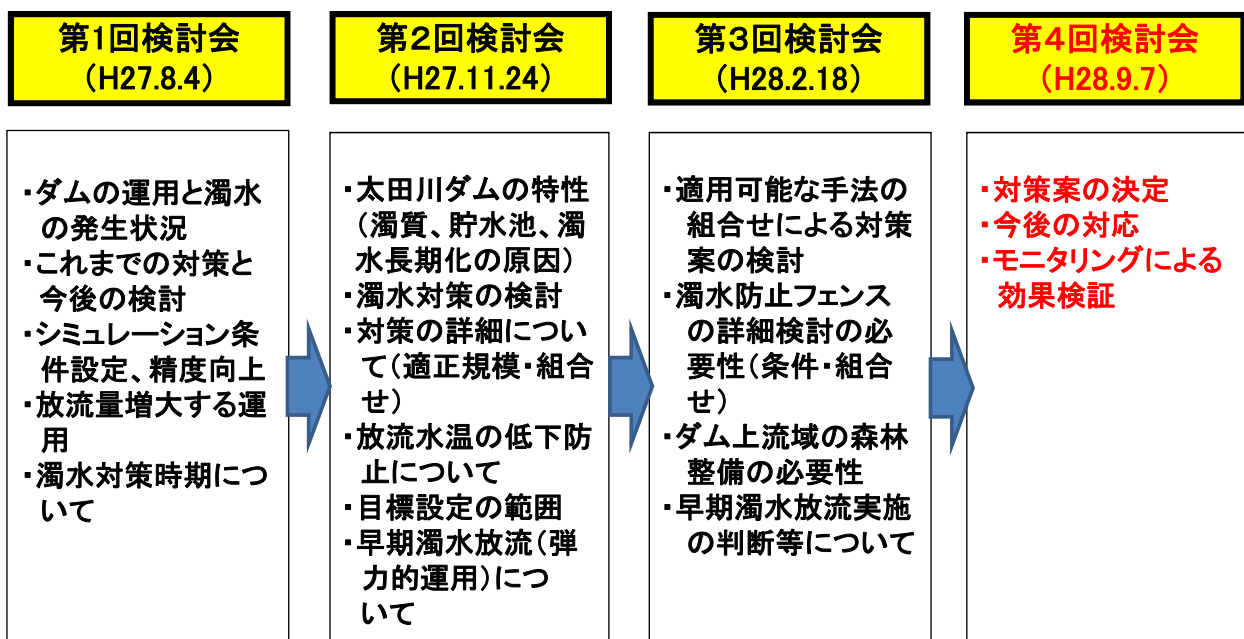 第1回検討会
(H27.8.4)
・ダムの運用と濁水
の発生状況
・これまでの対策と
今後の検討
・シミュレーション条
件設定、精度向上
・放流量増大する運
用
・濁水対策時期につ
いて
第2回検討会
(H27.11.24)
・太田川ダムの特性
(濁質、貯水池、濁
水長期化の原因)
・濁水対策の検討
・対策の詳細につい
て(適正規模・組合
せ)
・放流水温の低下防
止について
・目標設定の範囲
・早期濁水放流(弾
力的運用)につ
いて
第3回検討会
(H28.2.18)
・適用可能な手法の
組合せによる対策
案の検討
・濁水防止フェンス
の詳細検討の必
要性(条件・組合
せ)
・ダム上流域の森林
整備の必要性
・早期濁水放流実施
の判断等について
第4回検討会
(H28.9.7)
・対策案の決定
・今後の対応
・モニタリングによる
効果検証